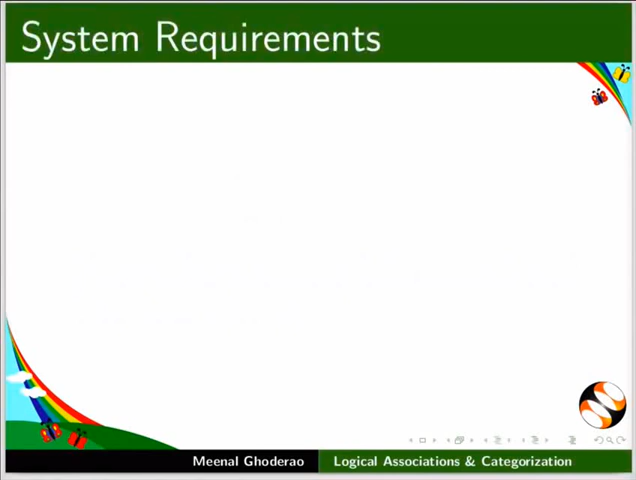 System Requirements
Meenal Ghoderao
Logical Associations & Categorization